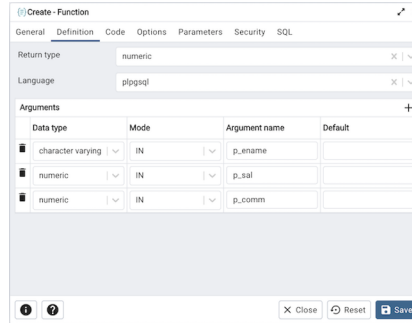 Create - Function
General Definition Code Options Parameters Security SQL
Return type numeric
Language plpgsql
Arguments
Data type Mode Argument name Default
character varying IN p_ename
numeric IN p_sal
numeric IN p_comm
Close Reset Save